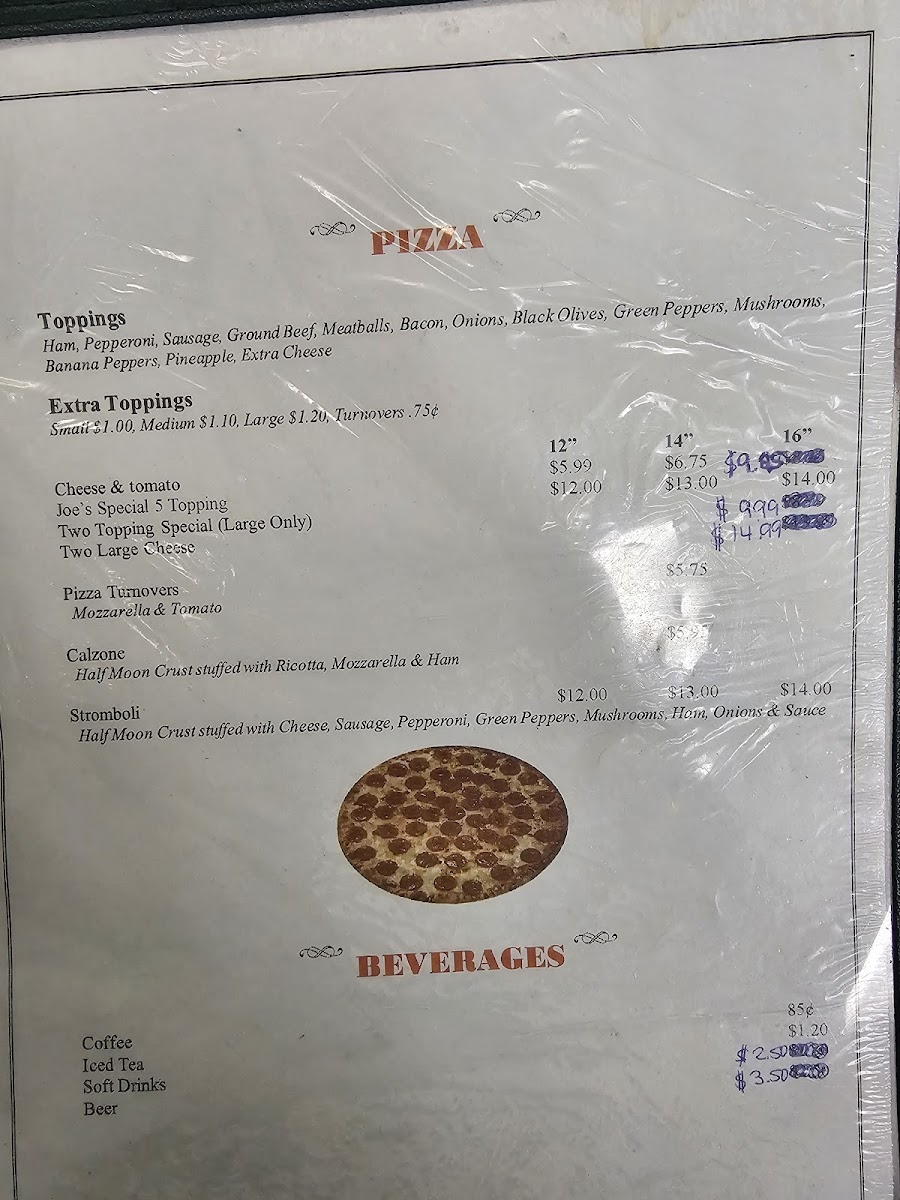 PIZZA
Toppings
Ham, Pepperoni, Sausage, Ground Beef, Meatballs, Bacon, Onions, Black Olives, Green Peppers, Mushrooms,
Banana Peppers, Pineapple, Extra Cheese
Extra Toppings
Small $1.00, Medium $1.10, Large $1.20, Turnovers .75¢
12” 14” 16”
Cheese & tomato $5.99 $6.75
Joe's Special 5 Topping $12.00 $13.00 $14.00
Two Topping Special (Large Only) $ 999
Two Large Cheese $ 14.99
Pizza Turnovers $5.75
Mozzarella & Tomato
Calzone
Half Moon Crust stuffed with Ricotta, Mozzarella & Ham
Stromboli $12.00 $13.00 $14.00
Half Moon Crust stuffed with Cheese, Sausage, Pepperoni, Green Peppers, Mushrooms, Ham, Onions & Sauce
BEVERAGES
Coffee 85¢
Iced Tea $1.20
Soft Drinks $2.50
Beer $3.50